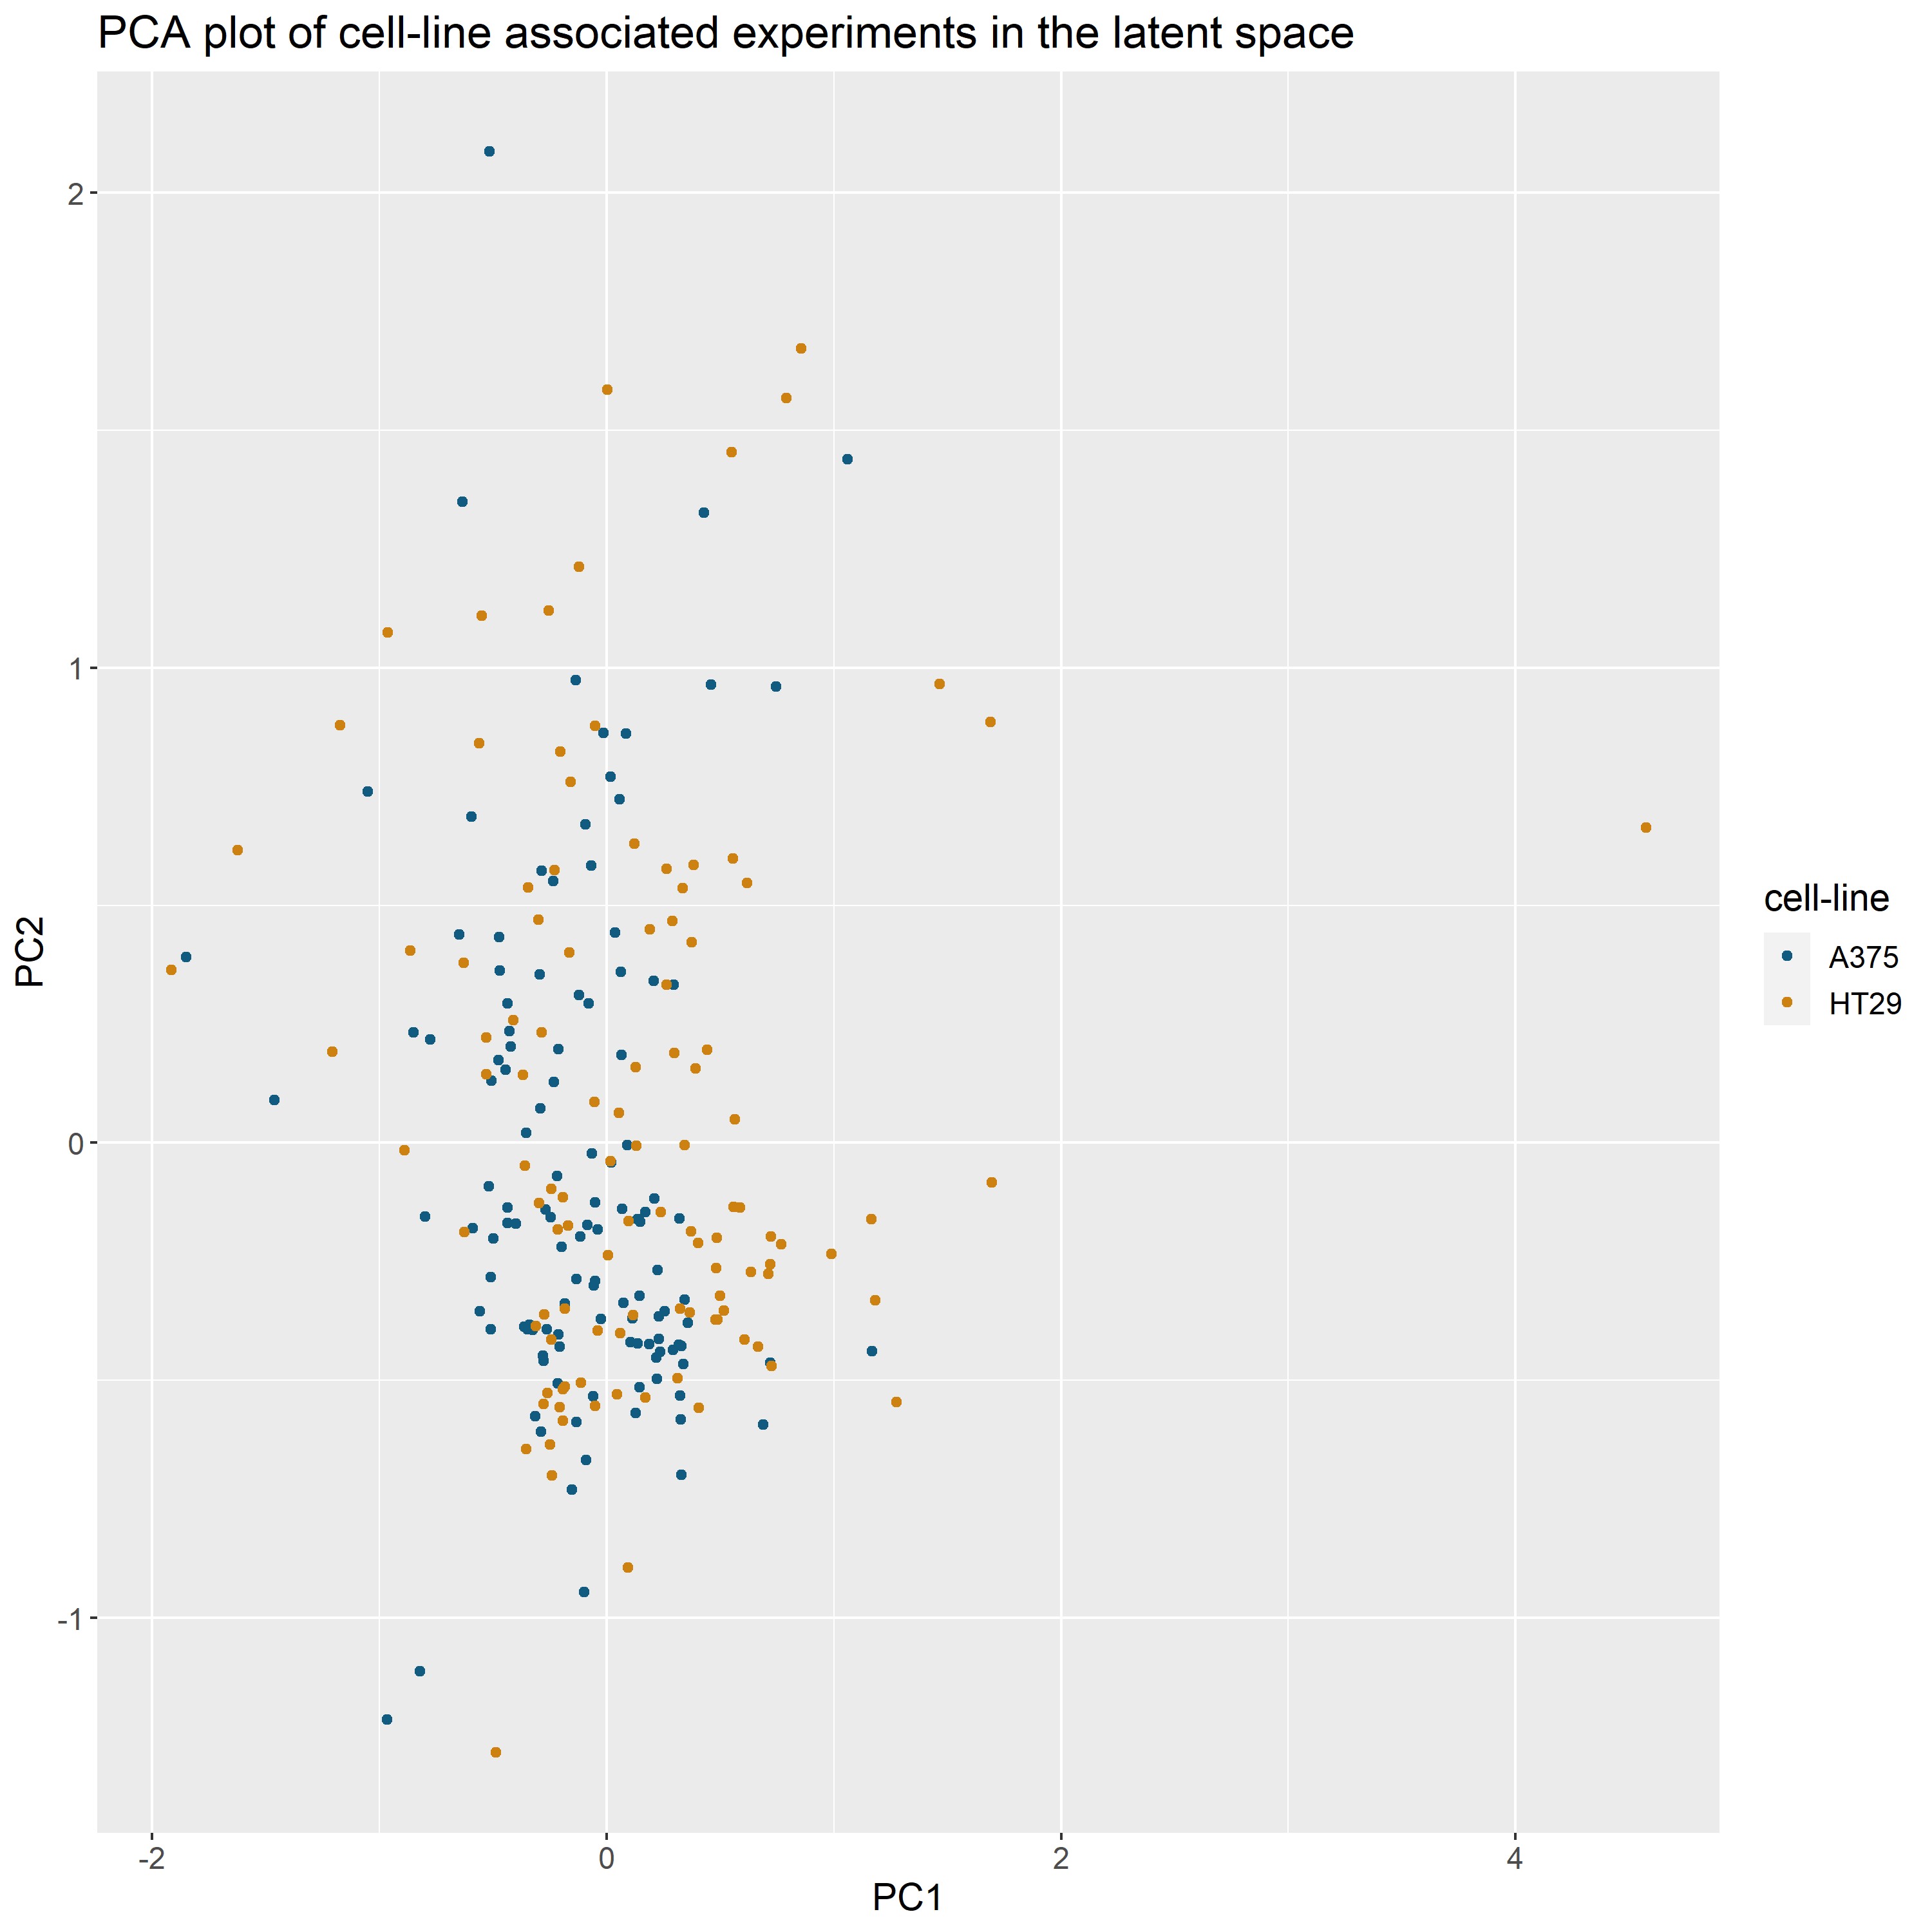 PCA plot of cell-line associated experiments in the latent space
2
1
0
-1
PC2
-2
0
2
4
PC1
cell-line
A375
HT29